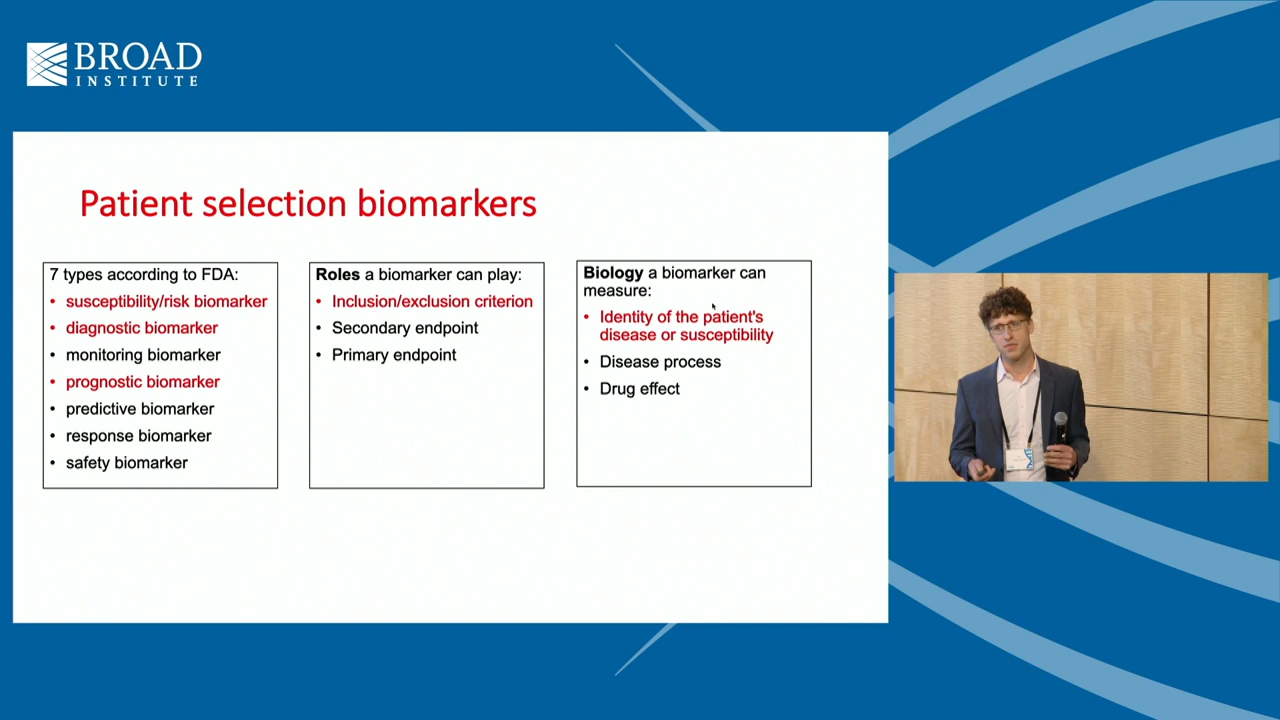 BROAD
INSTITUTE
Patient selection biomarkers
7 types according to FDA:
• susceptibility/risk biomarker
• diagnostic biomarker
• monitoring biomarker
• prognostic biomarker
• predictive biomarker
• response biomarker
• safety biomarker
Roles a biomarker can play:
• Inclusion/exclusion criterion
• Secondary endpoint
• Primary endpoint
Biology a biomarker can
measure:
• Identity of the patient's
disease or susceptibility
• Disease process
• Drug effect